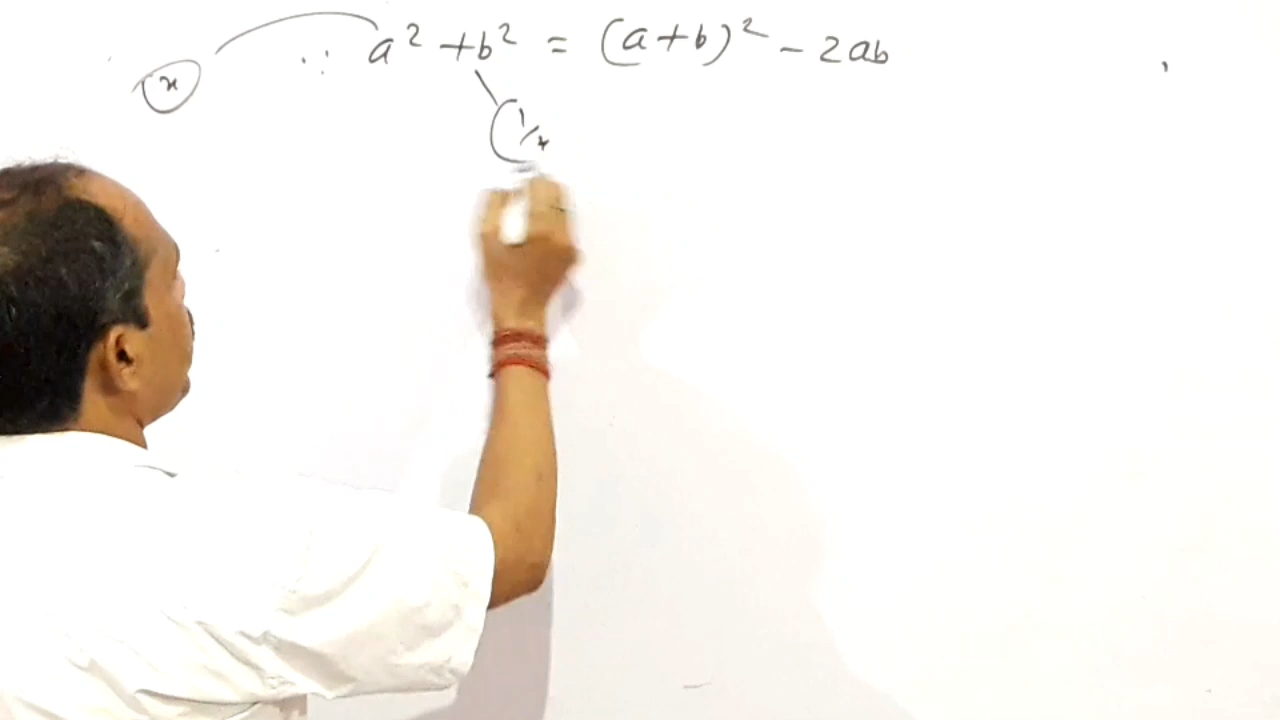 ∵ a² + b² = (a+b)² - 2ab
x
1/x